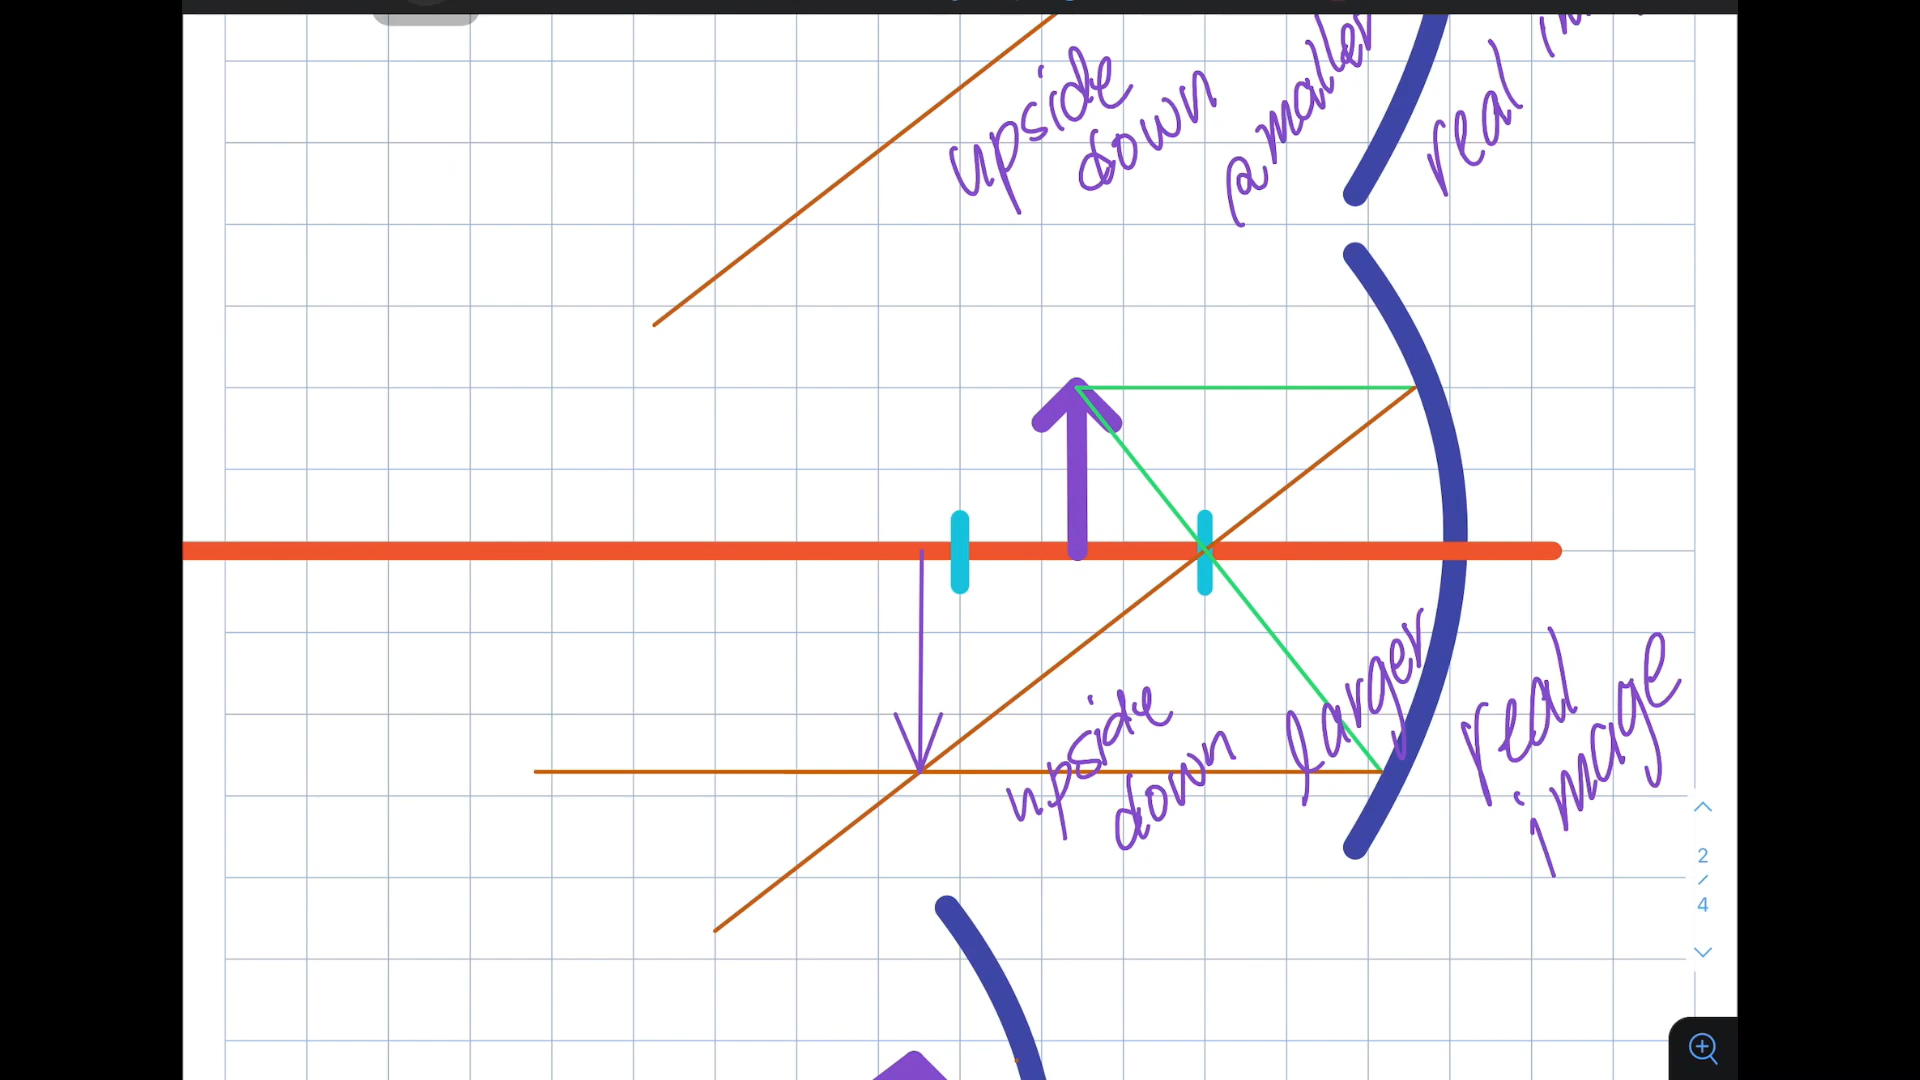 upside
down
smaller
real
upside
down
larger
real
image
2
/
4